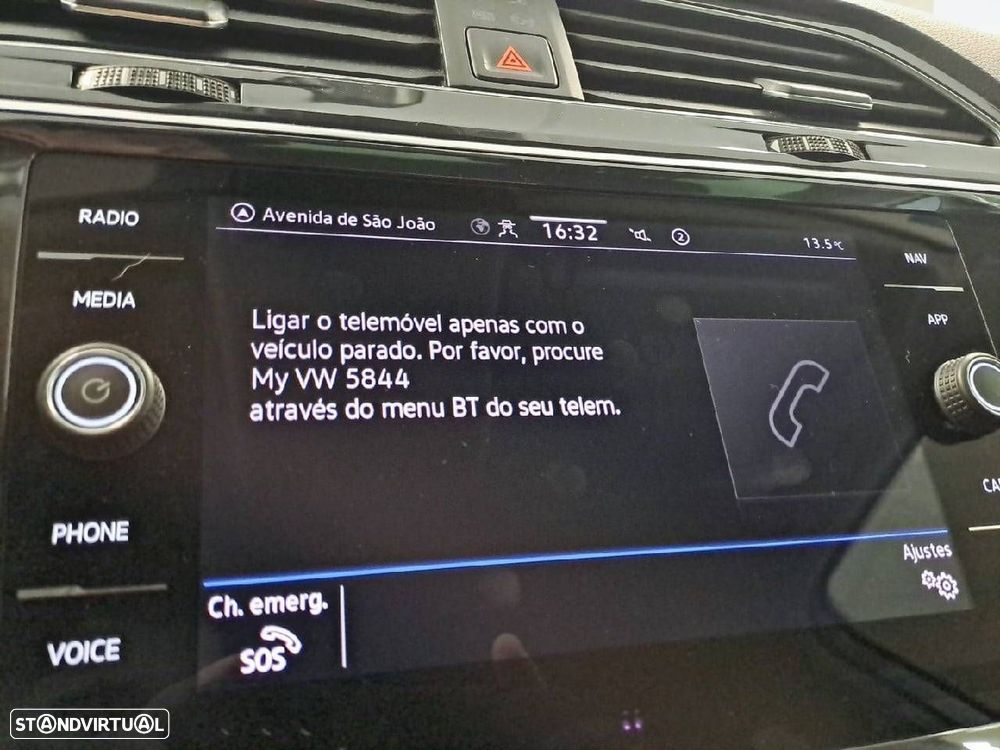 RADIO
MEDIA
PHONE
VOICE
Avenida de São João
16:32
2
13.5°C
Ligar o telemóvel apenas com o
veículo parado. Por favor, procure
My VW 5844
através do menu BT do seu telem.
Ch. emerg.
SOS
Ajustes
NAV
APP
CA
STANDVIRTUAL